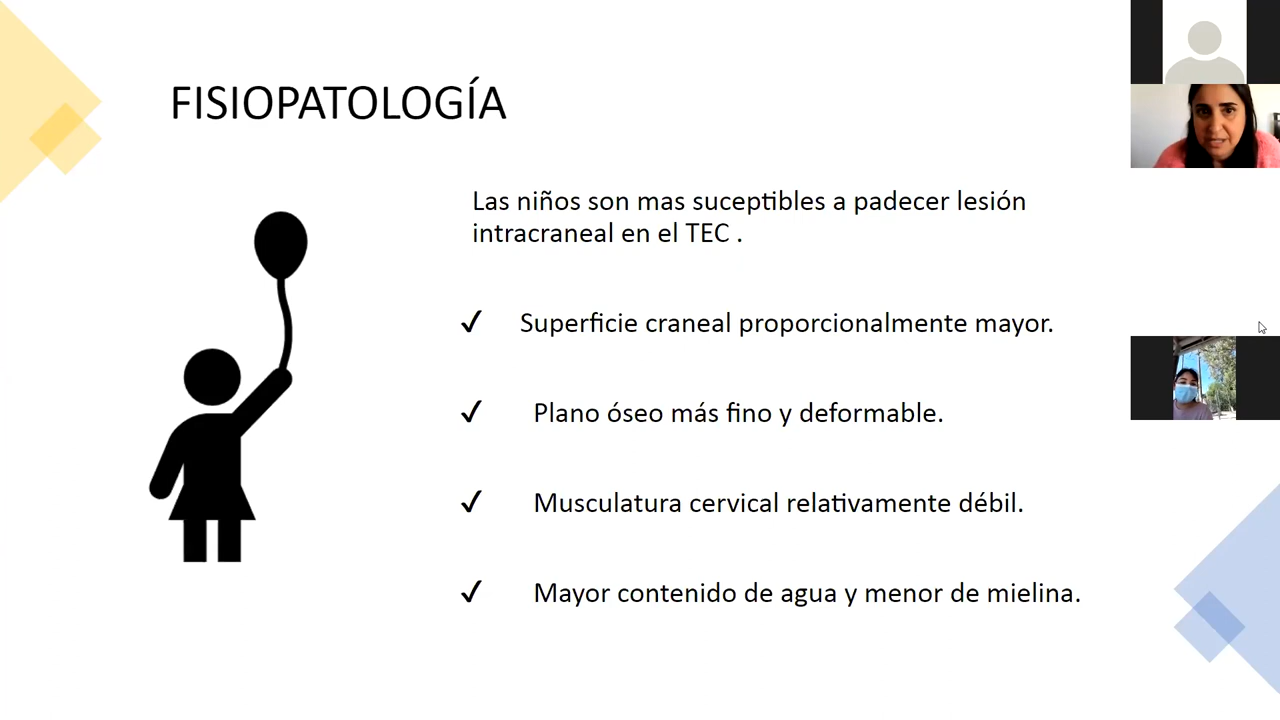 FISIOPATOLOGÍA
Las niños son mas suceptibles a padecer lesión
intracraneal en el TEC .
✓ Superficie craneal proporcionalmente mayor.
✓ Plano óseo más fino y deformable.
✓ Musculatura cervical relativamente débil.
✓ Mayor contenido de agua y menor de mielina.